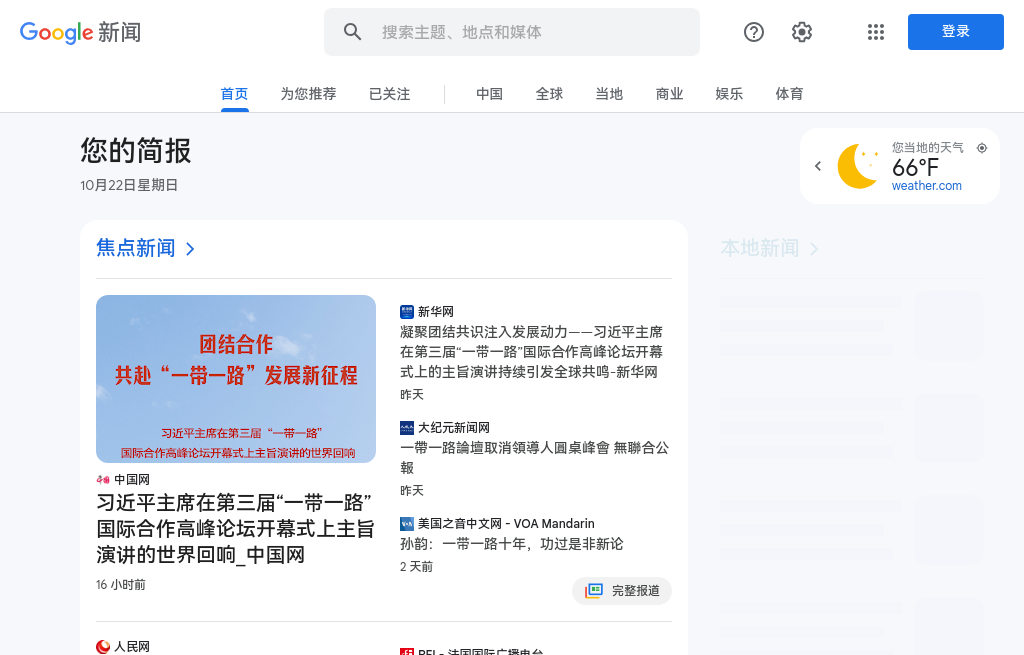 Google 新闻
搜索主题、地点和媒体
登录
首页
为您推荐
已关注
中国
全球
当地
商业
娱乐
体育
您的简报
10月22日星期日
您当地的天气
66°F
weather.com
焦点新闻
本地新闻
团结合作
共赴“一带一路”发展新征程
习近平主席在第三届“一带一路”
国际合作高峰论坛开幕式上主旨演讲的世界回响
中国网
习近平主席在第三届“一带一路”
国际合作高峰论坛开幕式上主旨
演讲的世界回响_中国网
16 小时前
新华网
凝聚团结共识注入发展动力——习近平主席
在第三届“一带一路”国际合作高峰论坛开幕
式上的主旨演讲持续引发全球共鸣-新华网
昨天
大纪元新闻网
一帶一路論壇取消領導人圓桌峰會 無聯合公
報
昨天
VOA
美国之音中文网 - VOA Mandarin
孙韵：一带一路十年，功过是非新论
2 天前
完整报道
人民网
RFI - 法国国际广播电台